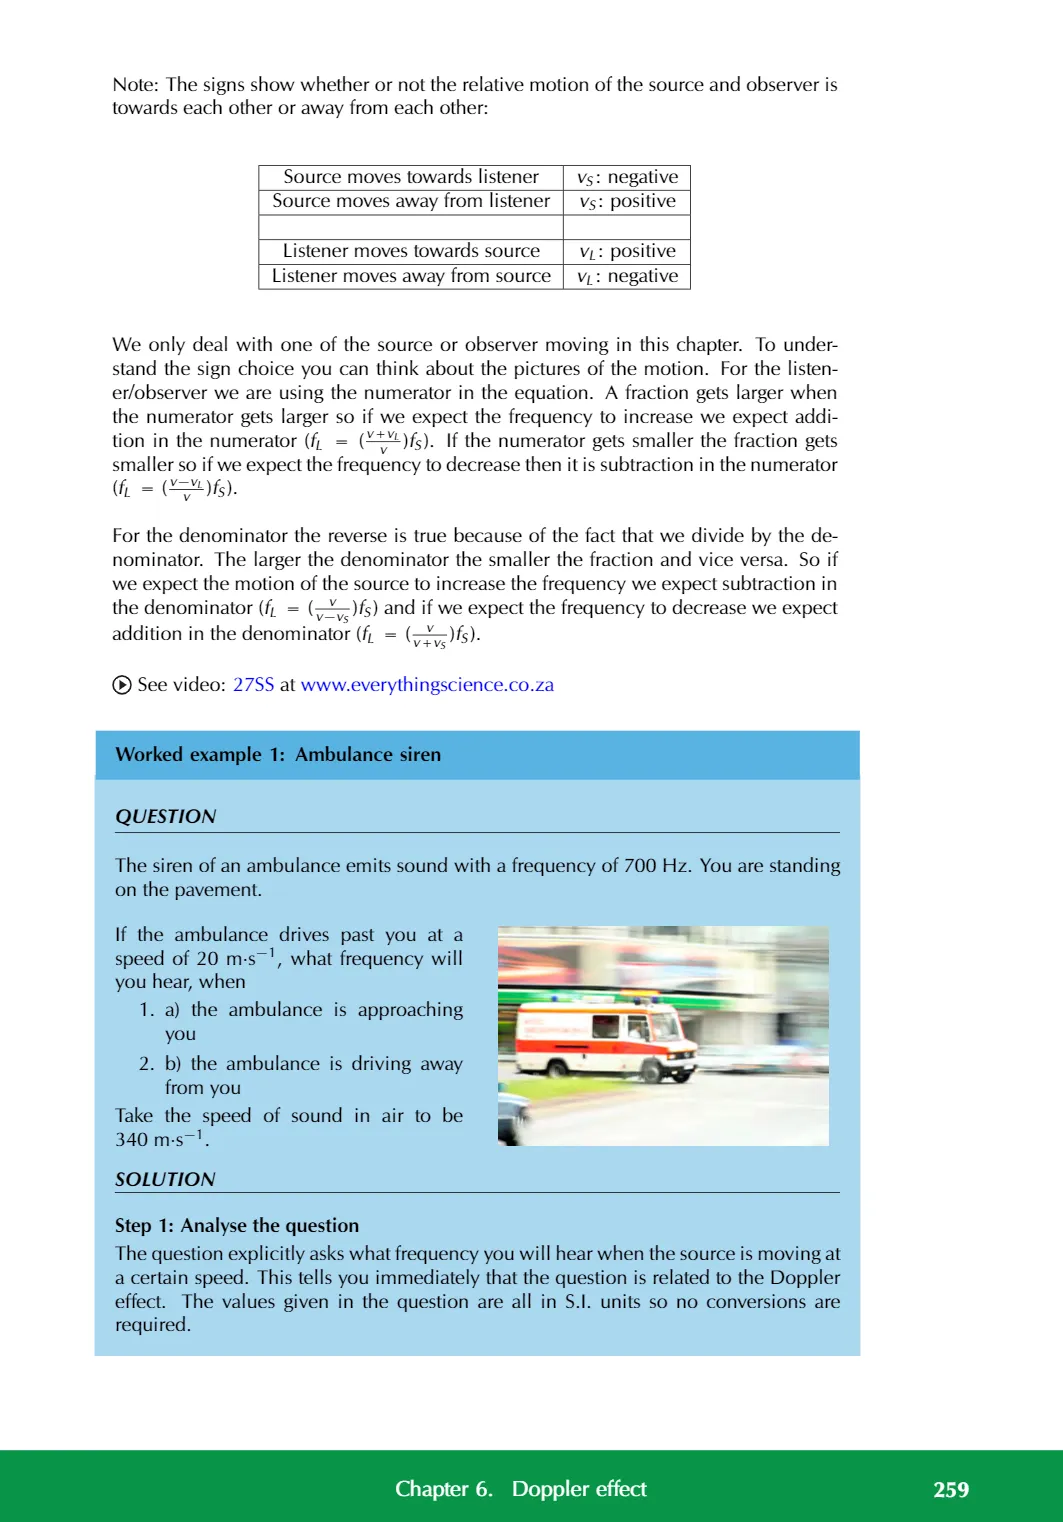 Note: The signs show whether or not the relative motion of the source and observer is
towards each other or away from each other:
Source moves towards listener v_S: negative
Source moves away from listener v_S: positive
Listener moves towards source v_L: positive
Listener moves away from source v_L: negative
We only deal with one of the source or observer moving in this chapter. To under-
stand the sign choice you can think about the pictures of the motion. For the listen-
er/observer we are using the numerator in the equation. A fraction gets larger when
the numerator gets larger so if we expect the frequency to increase we expect addi-
tion in the numerator (f_L = (\frac{v+v_L}{v})f_S). If the numerator gets smaller the fraction gets
smaller so if we expect the frequency to decrease then it is subtraction in the numerator
(f_L = (\frac{v−v_L}{v})f_S).
For the denominator the reverse is true because of the fact that we divide by the de-
nominator. The larger the denominator the smaller the fraction and vice versa. So if
we expect the motion of the source to increase the frequency we expect subtraction in
the denominator (f_L = (\frac{v}{v−v_S})f_S) and if we expect the frequency to decrease we expect
addition in the denominator (f_L = (\frac{v}{v+v_S})f_S).
See video: 27SS at www.everythingscience.co.za
Worked example 1: Ambulance siren
QUESTION
The siren of an ambulance emits sound with a frequency of 700 Hz. You are standing
on the pavement.
If the ambulance drives past you at a
speed of 20 m·s⁻¹, what frequency will
you hear, when
1. a) the ambulance is approaching
you
2. b) the ambulance is driving away
from you
Take the speed of sound in air to be
340 m·s⁻¹.
SOLUTION
Step 1: Analyse the question
The question explicitly asks what frequency you will hear when the source is moving at
a certain speed. This tells you immediately that the question is related to the Doppler
effect. The values given in the question are all in S.I. units so no conversions are
required.
Chapter 6. Doppler effect 259